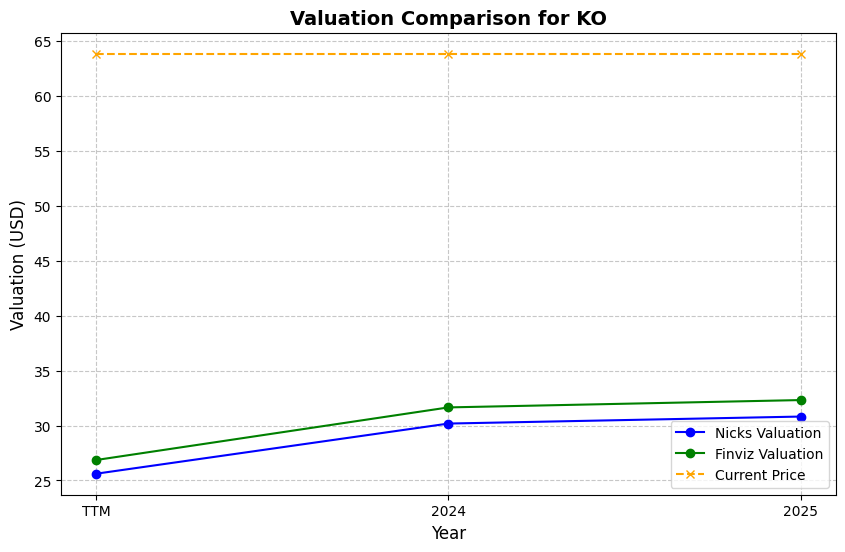 Valuation Comparison for KO
Valuation (USD)
65
60
55
50
45
40
35
30
25
TTM
2024
2025
Year
Nicks Valuation
Finviz Valuation
Current Price